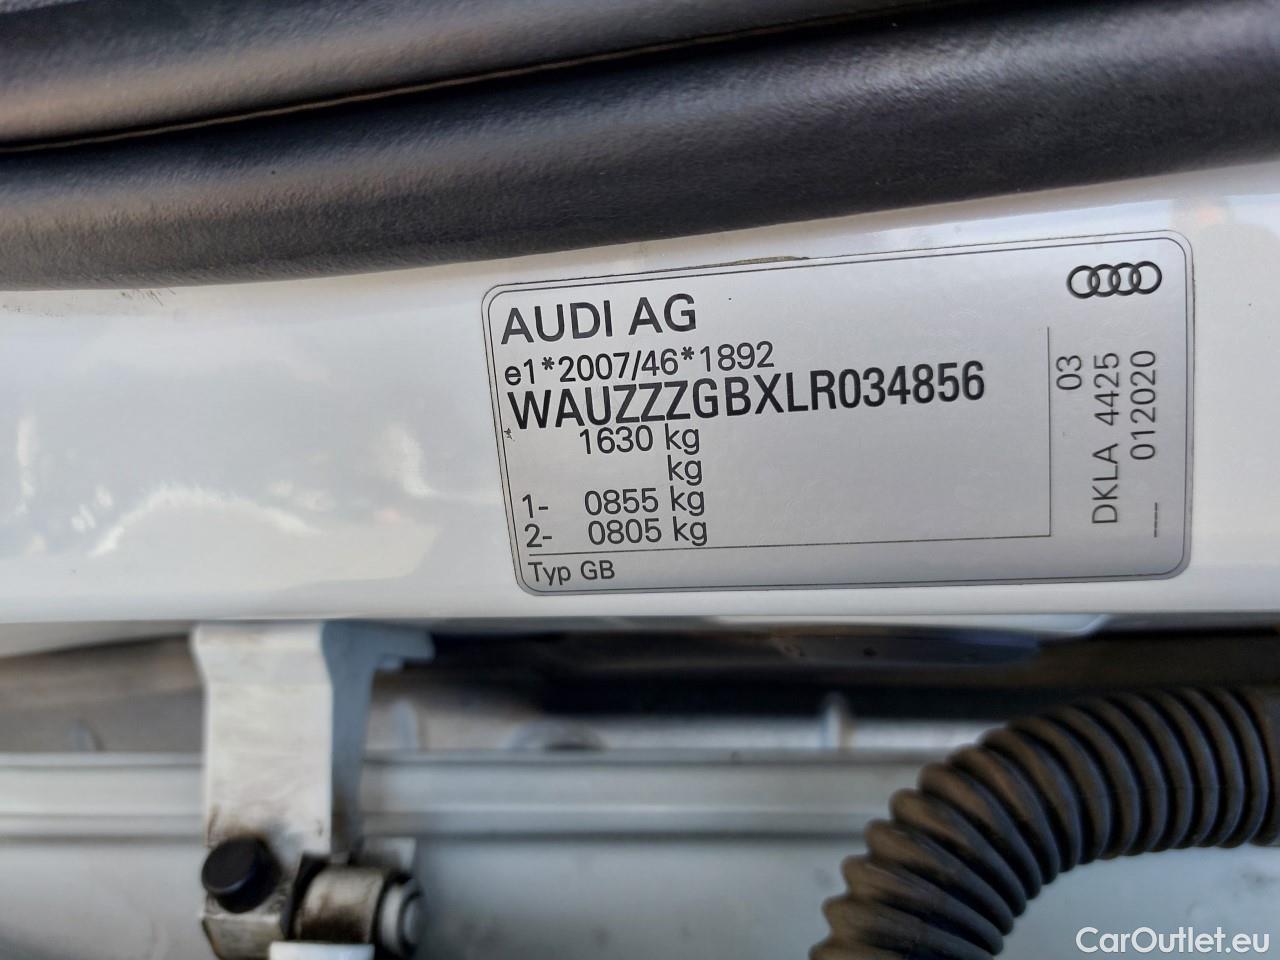 AUDI AG
e1*2007/46*1892
WAUZZZGBXLR034856
1630 kg
kg
1- 0855 kg
2- 0805 kg
Typ GB
03
DKLA 4425
012020
CarOutlet.eu